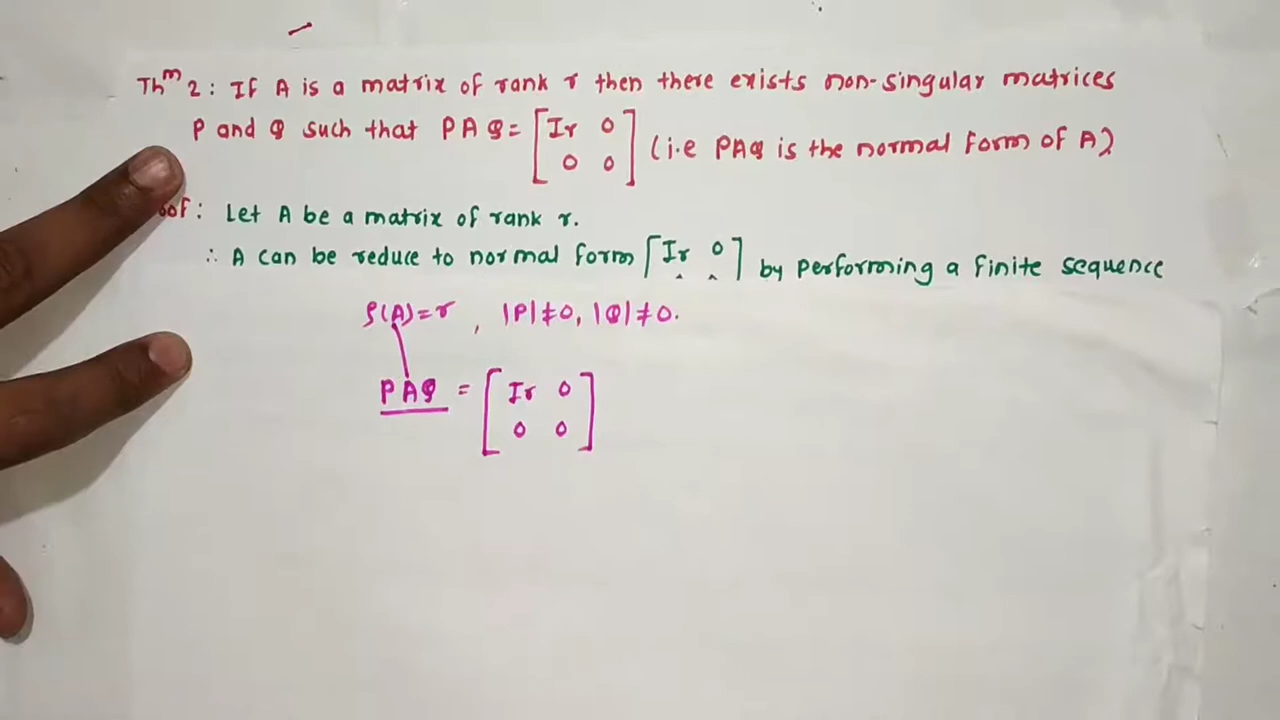 Thm 2: If A is a matrix of rank r then there exists non-singular matrices
P and Q such that PAQ = [Ir 0 0 0] (i.e PAQ is the normal form of A)
oof: Let A be a matrix of rank r.
∴ A can be reduce to normal form [Ir 0] by performing a finite sequence
ρ(A)=r, |P|≠0, |Q|≠0.
PAQ = [Ir 0
0 0]